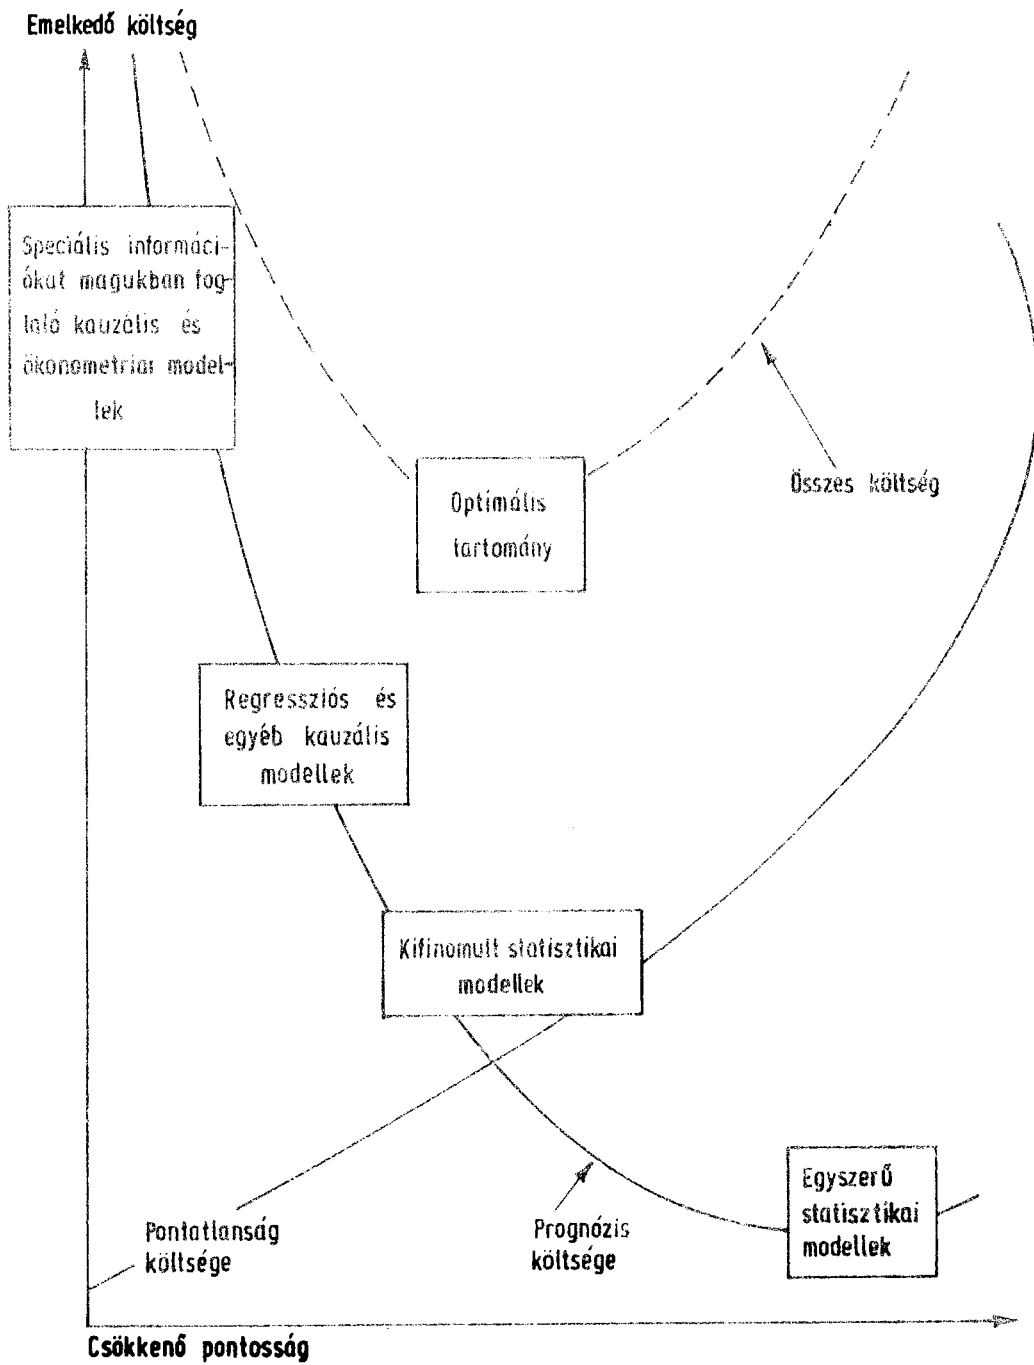 Emelkedő költség
Speciális informáci-
ókat magukban fog-
laló kauzális és
ökonometriai model-
lek
Optimális
tartomány
Összes költség
Regressziós és
egyéb kauzális
modellek
Kifinomult statisztikai
modellek
Egyszerű
statisztikai
modellek
Pontatlanság
költsége
Prognózis
költsége
Csökkenő pontosság